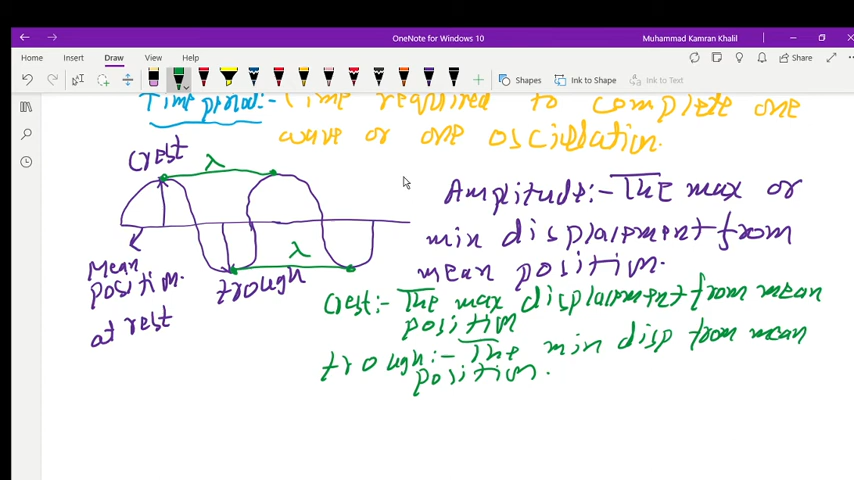 OneNote for Windows 10
Muhammad Kamran Khalil
Home Insert Draw View Help
Share
Shapes Ink to Shape Ink to Text
Time period:- Time required to complete one
wave or one oscillation.
Crest
λ
Amplitude:- The max or
min displacement from
mean position.
λ
Mean
position.
at rest
trough
Crest:- The max displacement from mean
position
trough:- The min disp from mean
position.